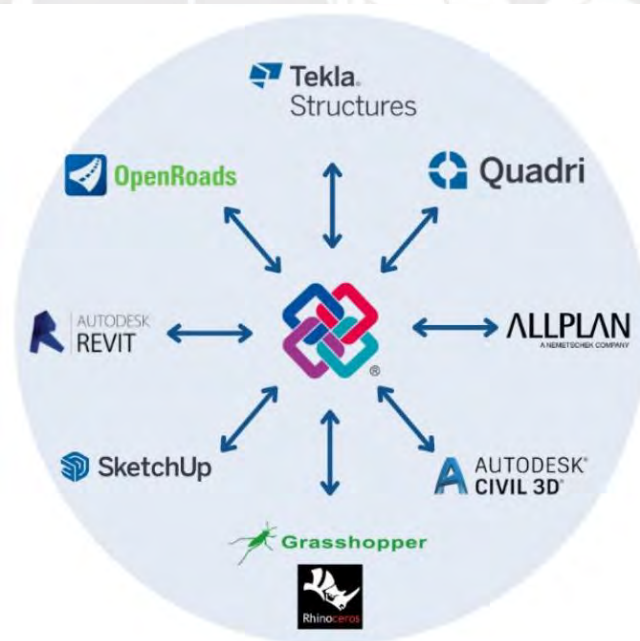 Tekla®
Structures
OpenRoads
Quadri
AUTODESK
REVIT
ALLPLAN
A NEMETSCHEK COMPANY
®
SketchUp
AUTODESK®
CIVIL 3D®
Grasshopper
Rhinoceros